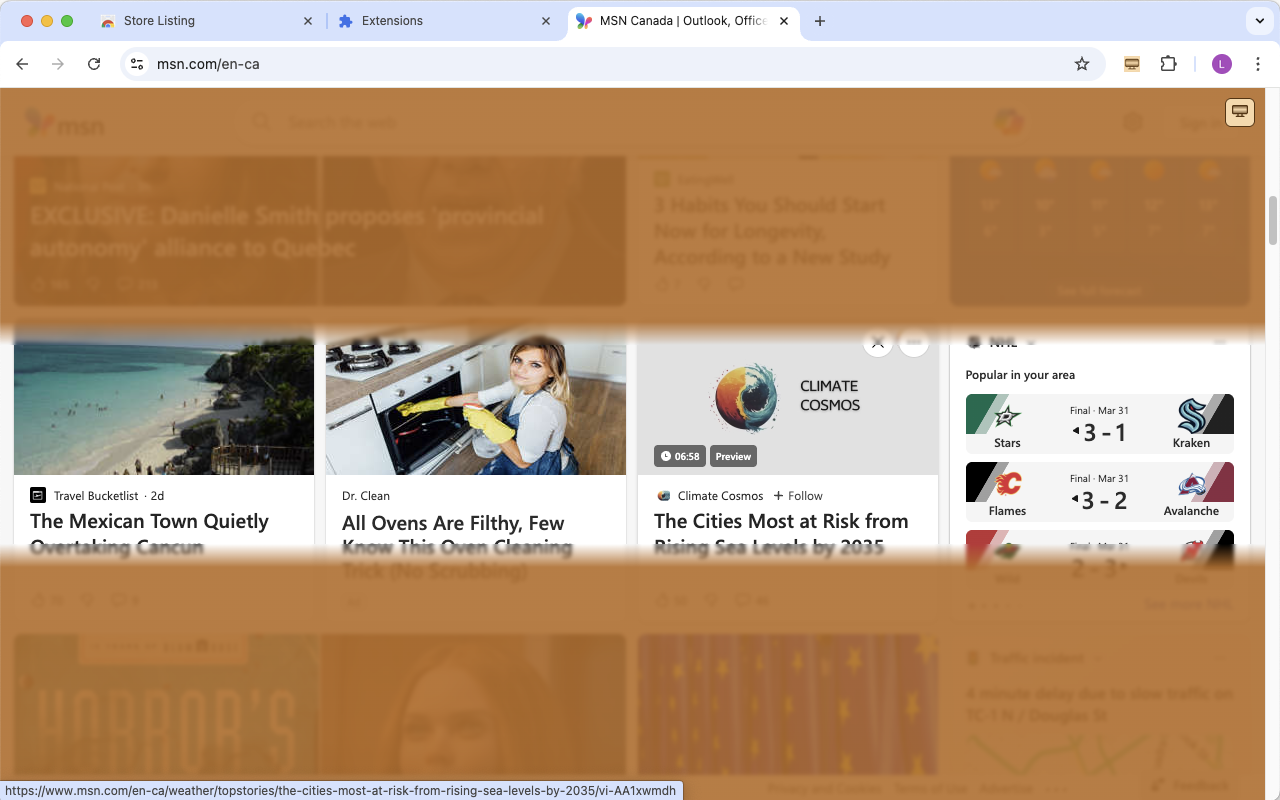 Store Listing
Extensions
MSN Canada | Outlook, Office
msn.com/en-ca
L
msn
Search the web
EXCLUSIVE: Danielle Smith proposes 'provincial
autonomy' alliance to Quebec
3 Habits You Should Start
Now for Longevity,
According to a New Study
CLIMATE
COSMOS
06:58 Preview
Travel Bucketlist · 2d
The Mexican Town Quietly
Overtaking Cancun
Dr. Clean
All Ovens Are Filthy, Few
Know This Oven Cleaning
Trick (No Scrubbing)
Climate Cosmos + Follow
The Cities Most at Risk from
Rising Sea Levels by 2035
NHL
Popular in your area
Final · Mar 31
Stars 3 - 1 Kraken
Final · Mar 31
Flames 3 - 2 Avalanche
Final · Mar 31
Wild 2 - 3
HORROR'S
Traffic incident
4 minute delay due to slow traffic on
TC-1 N / Douglas St
Privacy and Cookies Terms of Use Advertise
Feedback
https://www.msn.com/en-ca/weather/topstories/the-cities-most-at-risk-from-rising-sea-levels-by-2035/vi-AA1xwmdh